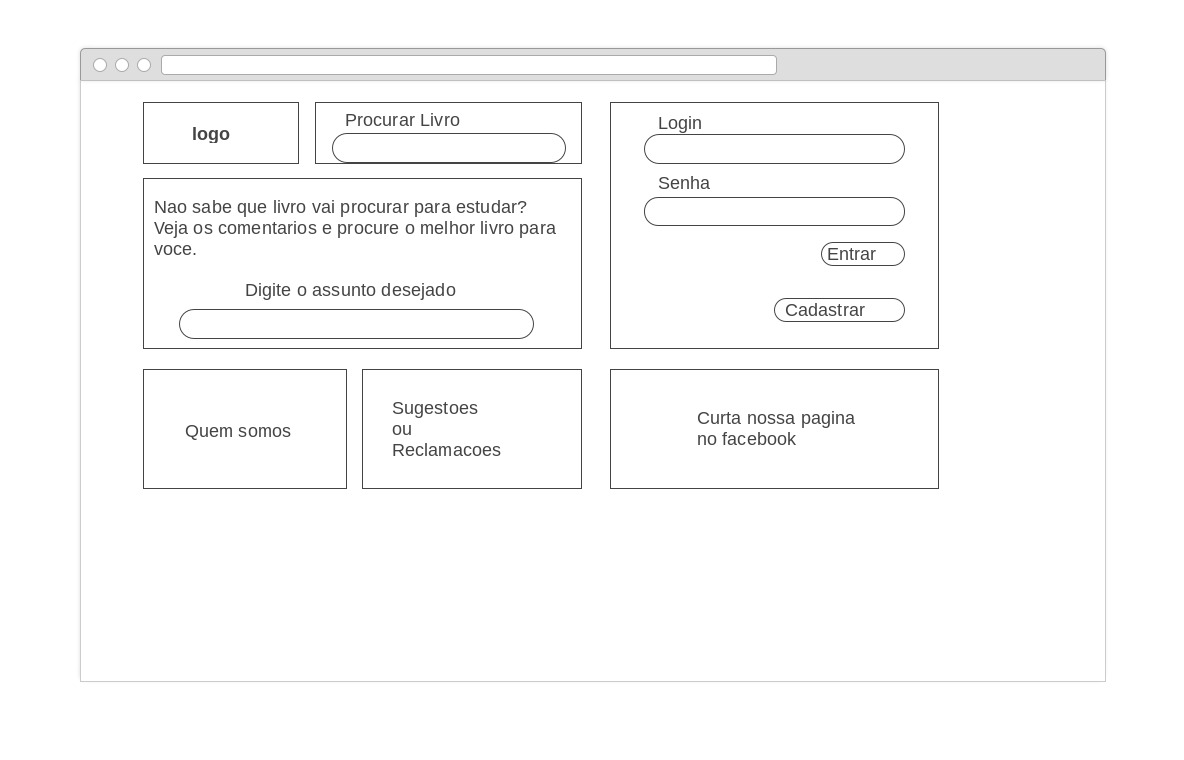 logo
Procurar Livro
Login
Senha
Entrar
Cadastrar
Nao sabe que livro vai procurar para estudar?
Veja os comentarios e procure o melhor livro para
voce.
Digite o assunto desejado
Quem somos
Sugestoes
ou
Reclamacoes
Curta nossa pagina
no facebook